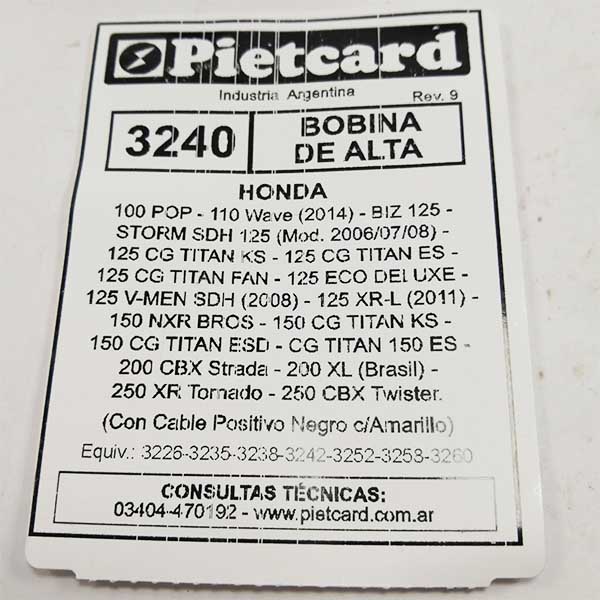 Pietcard
Industria Argentina
Rev. 9
3240
BOBINA
DE ALTA
HONDA
100 POP - 110 Wave (2014) - BIZ 125 -
STORM SDH 125 (Mod. 2006/07/08) -
125 CG TITAN KS - 125 CG TITAN ES -
125 CG TITAN FAN - 125 ECO DELUXE -
125 V-MEN SDH (2008) - 125 XR-L (2011) -
150 NXR BROS - 150 CG TITAN KS -
150 CG TITAN ESD - CG TITAN 150 ES -
200 CBX Strada - 200 XL (Brasil) -
250 XR Tornado - 250 CBX Twister.
(Con Cable Positivo Negro c/Amarillo)
Equiv.: 3226-3235-3238-3242-3252-3258-3260
CONSULTAS TÉCNICAS:
03404-470192 - www.pietcard.com.ar